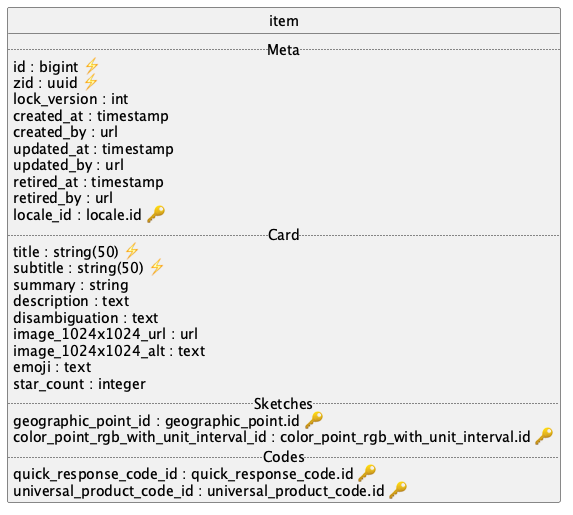 item
Meta
id : bigint ⚡
zid : uuid ⚡
lock_version : int
created_at : timestamp
created_by : url
updated_at : timestamp
updated_by : url
retired_at : timestamp
retired_by : url
locale_id : locale.id 🔑
Card
title : string(50) ⚡
subtitle : string(50) ⚡
summary : string
description : text
disambiguation : text
image_1024x1024_url : url
image_1024x1024_alt : text
emoji : text
star_count : integer
Sketches
geographic_point_id : geographic_point.id 🔑
color_point_rgb_with_unit_interval_id : color_point_rgb_with_unit_interval.id 🔑
Codes
quick_response_code_id : quick_response_code.id 🔑
universal_product_code_id : universal_product_code.id 🔑